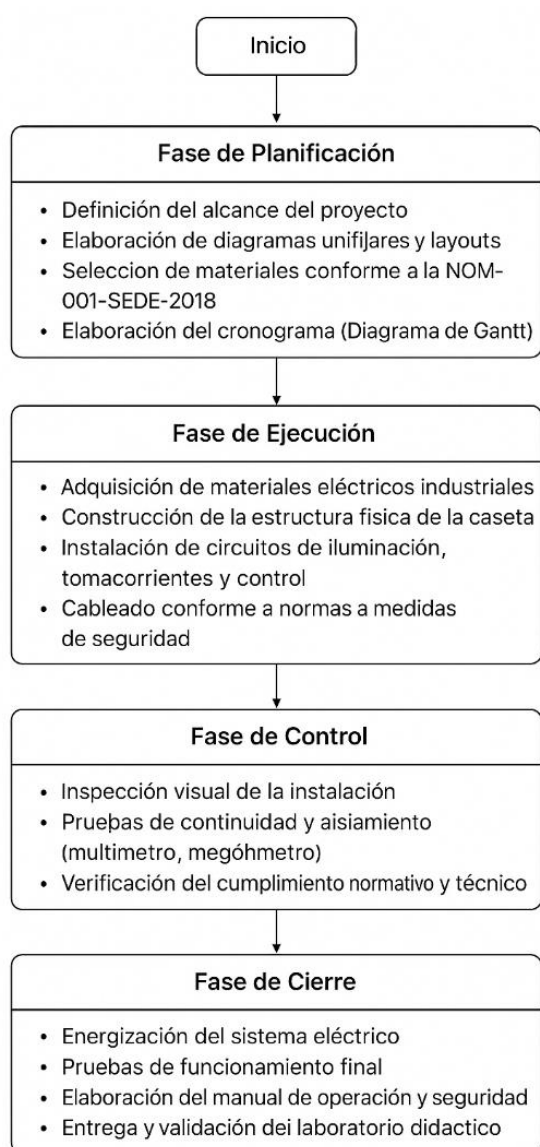 Inicio
Fase de Planificación
• Definición del alcance del proyecto
• Elaboración de diagramas unifiljares y layouts
• Seleccion de materiales conforme a la NOM-
001-SEDE-2018
• Elaboración del cronograma (Diagrama de Gantt)
Fase de Ejecución
• Adquisición de materiales eléctricos industriales
• Construcción de la estructura fisica de la caseta
• Instalación de circuitos de iluminación,
tomacorrientes y control
• Cableado conforme a normas a medidas
de seguridad
Fase de Control
• Inspección visual de la instalación
• Pruebas de continuidad y aisiamiento
(multimetro, megóhmetro)
• Verificación del cumplimiento normativo y técnico
Fase de Cierre
• Energización del sistema eléctrico
• Pruebas de funcionamiento final
• Elaboración del manual de operación y seguridad
• Entrega y validación dei laboratorio didactico